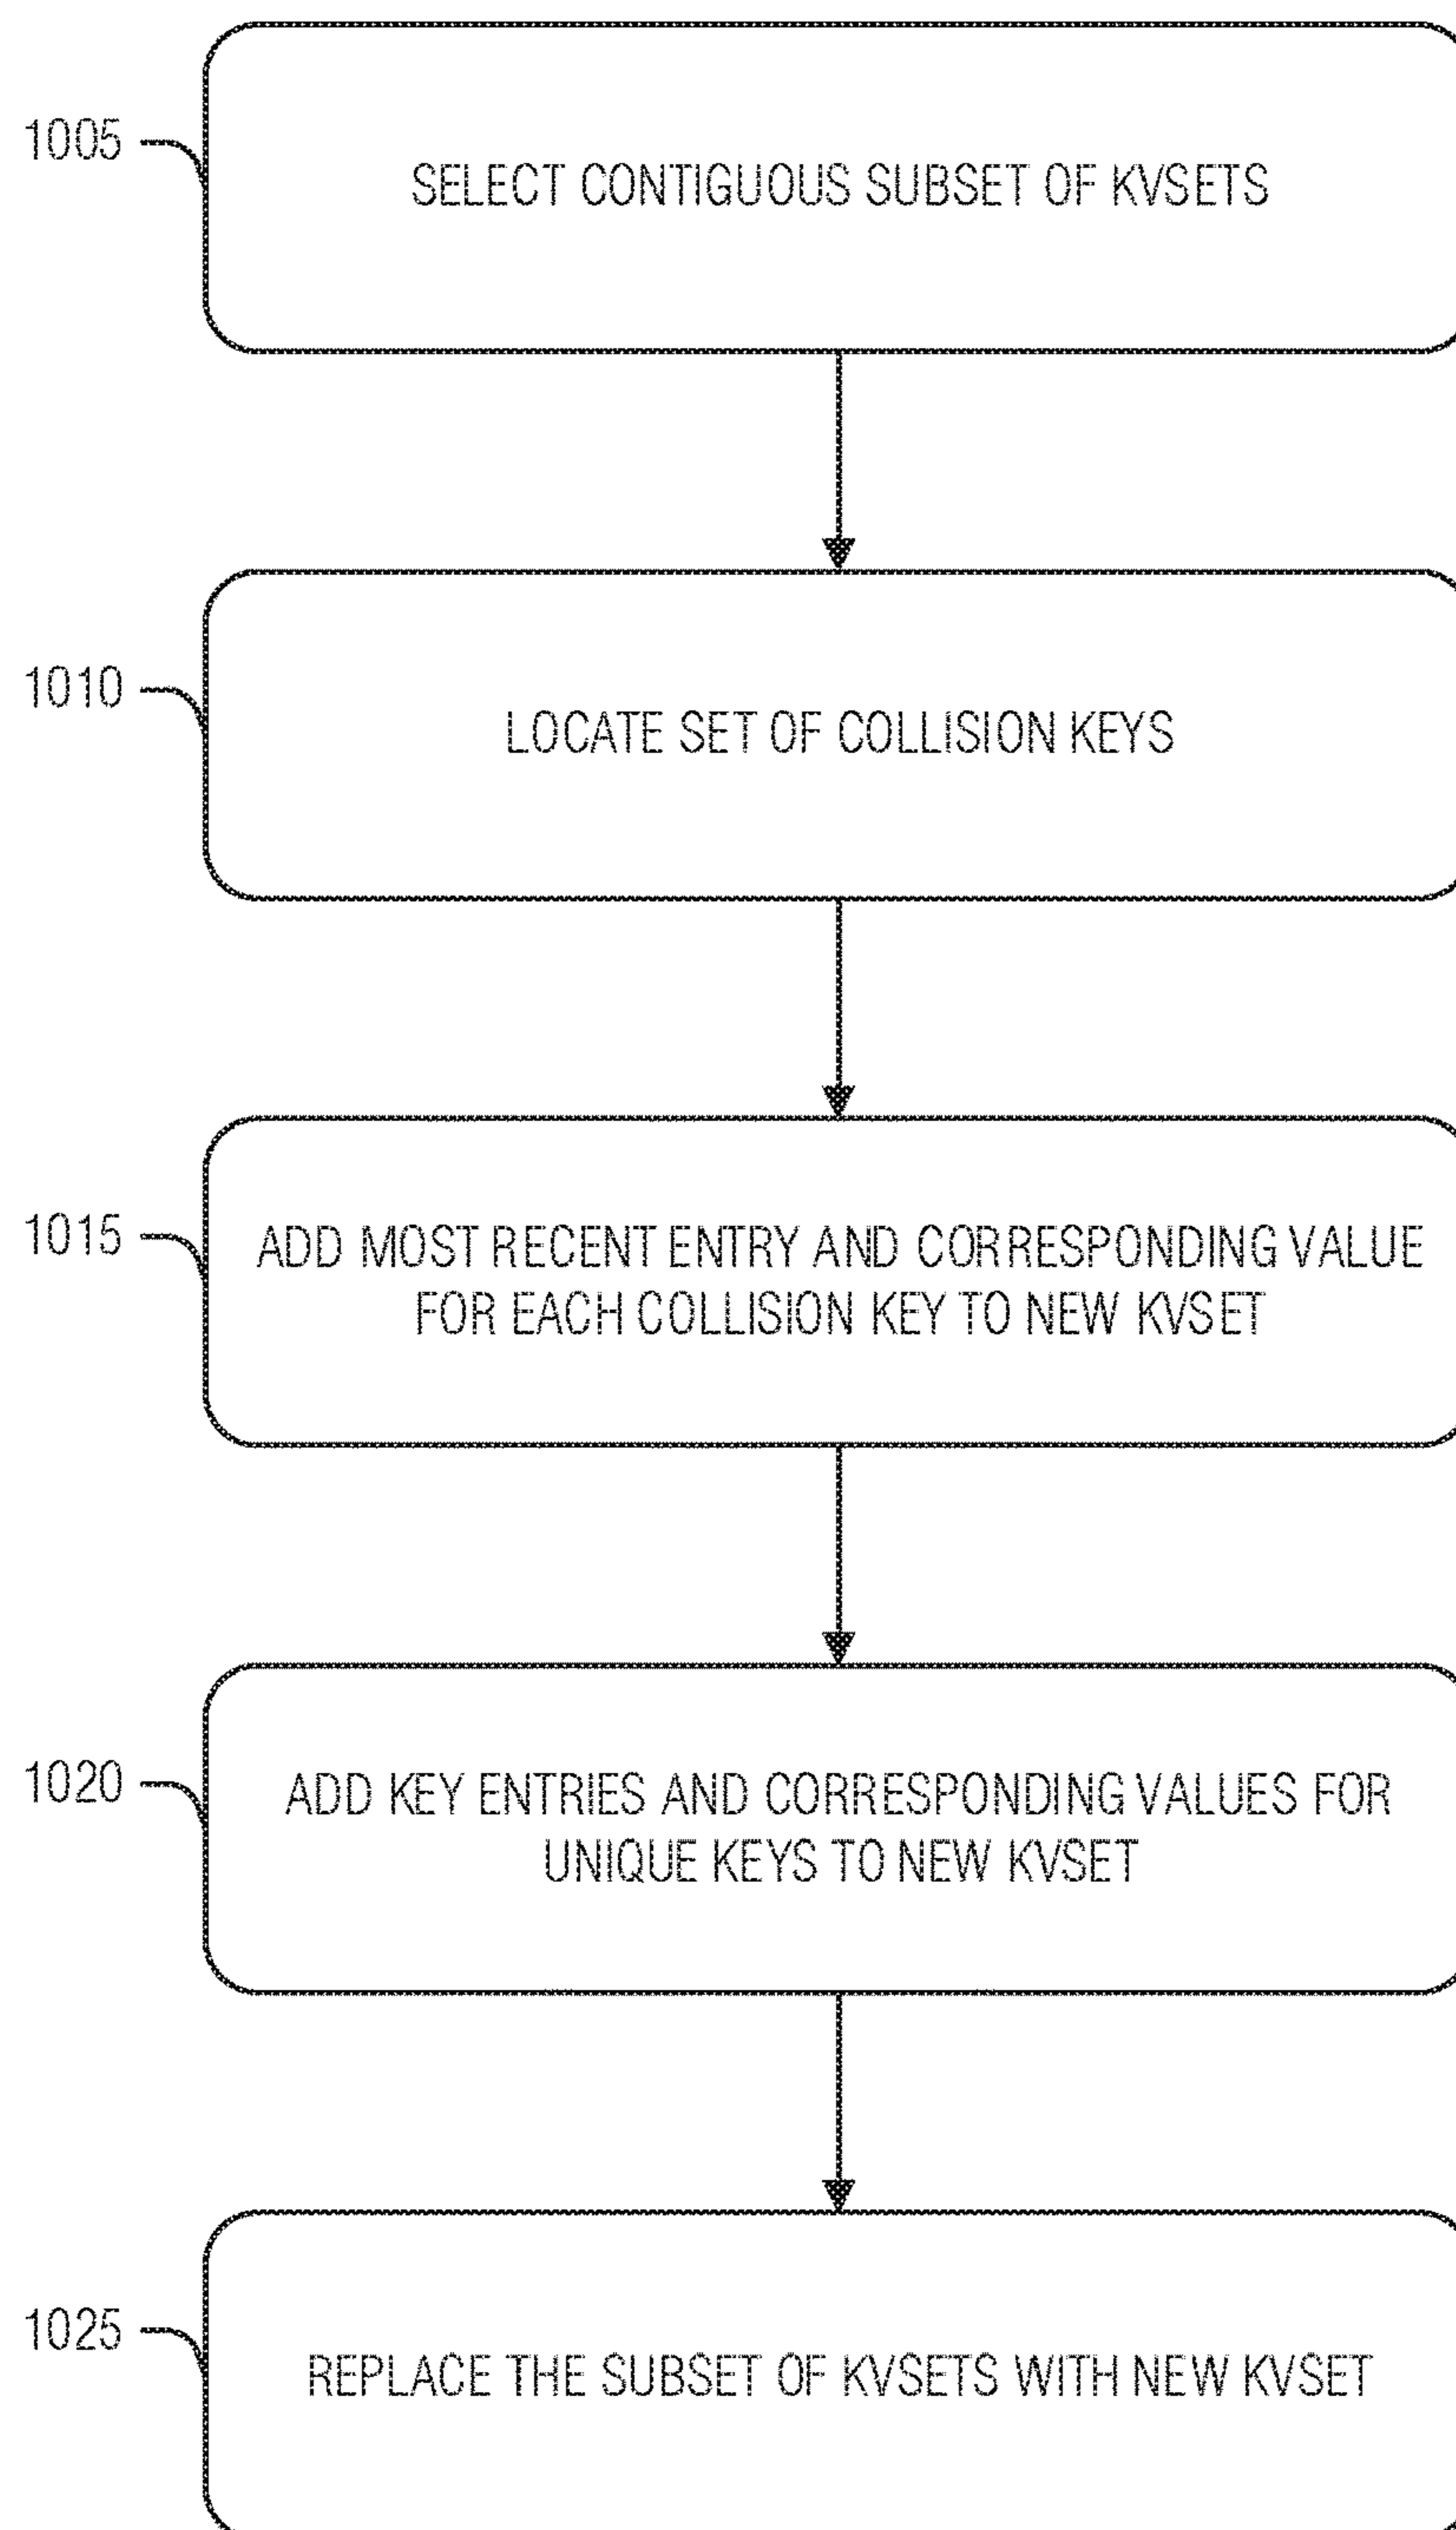 1005
SELECT CONTIGUOUS SUBSET OF KVSETS
1010
LOCATE SET OF COLLISION KEYS
1015
ADD MOST RECENT ENTRY AND CORRESPONDING VALUE
FOR EACH COLLISION KEY TO NEW KVSET
1020
ADD KEY ENTRIES AND CORRESPONDING VALUES FOR
UNIQUE KEYS TO NEW KVSET
1025
REPLACE THE SUBSET OF KVSETS WITH NEW KVSET